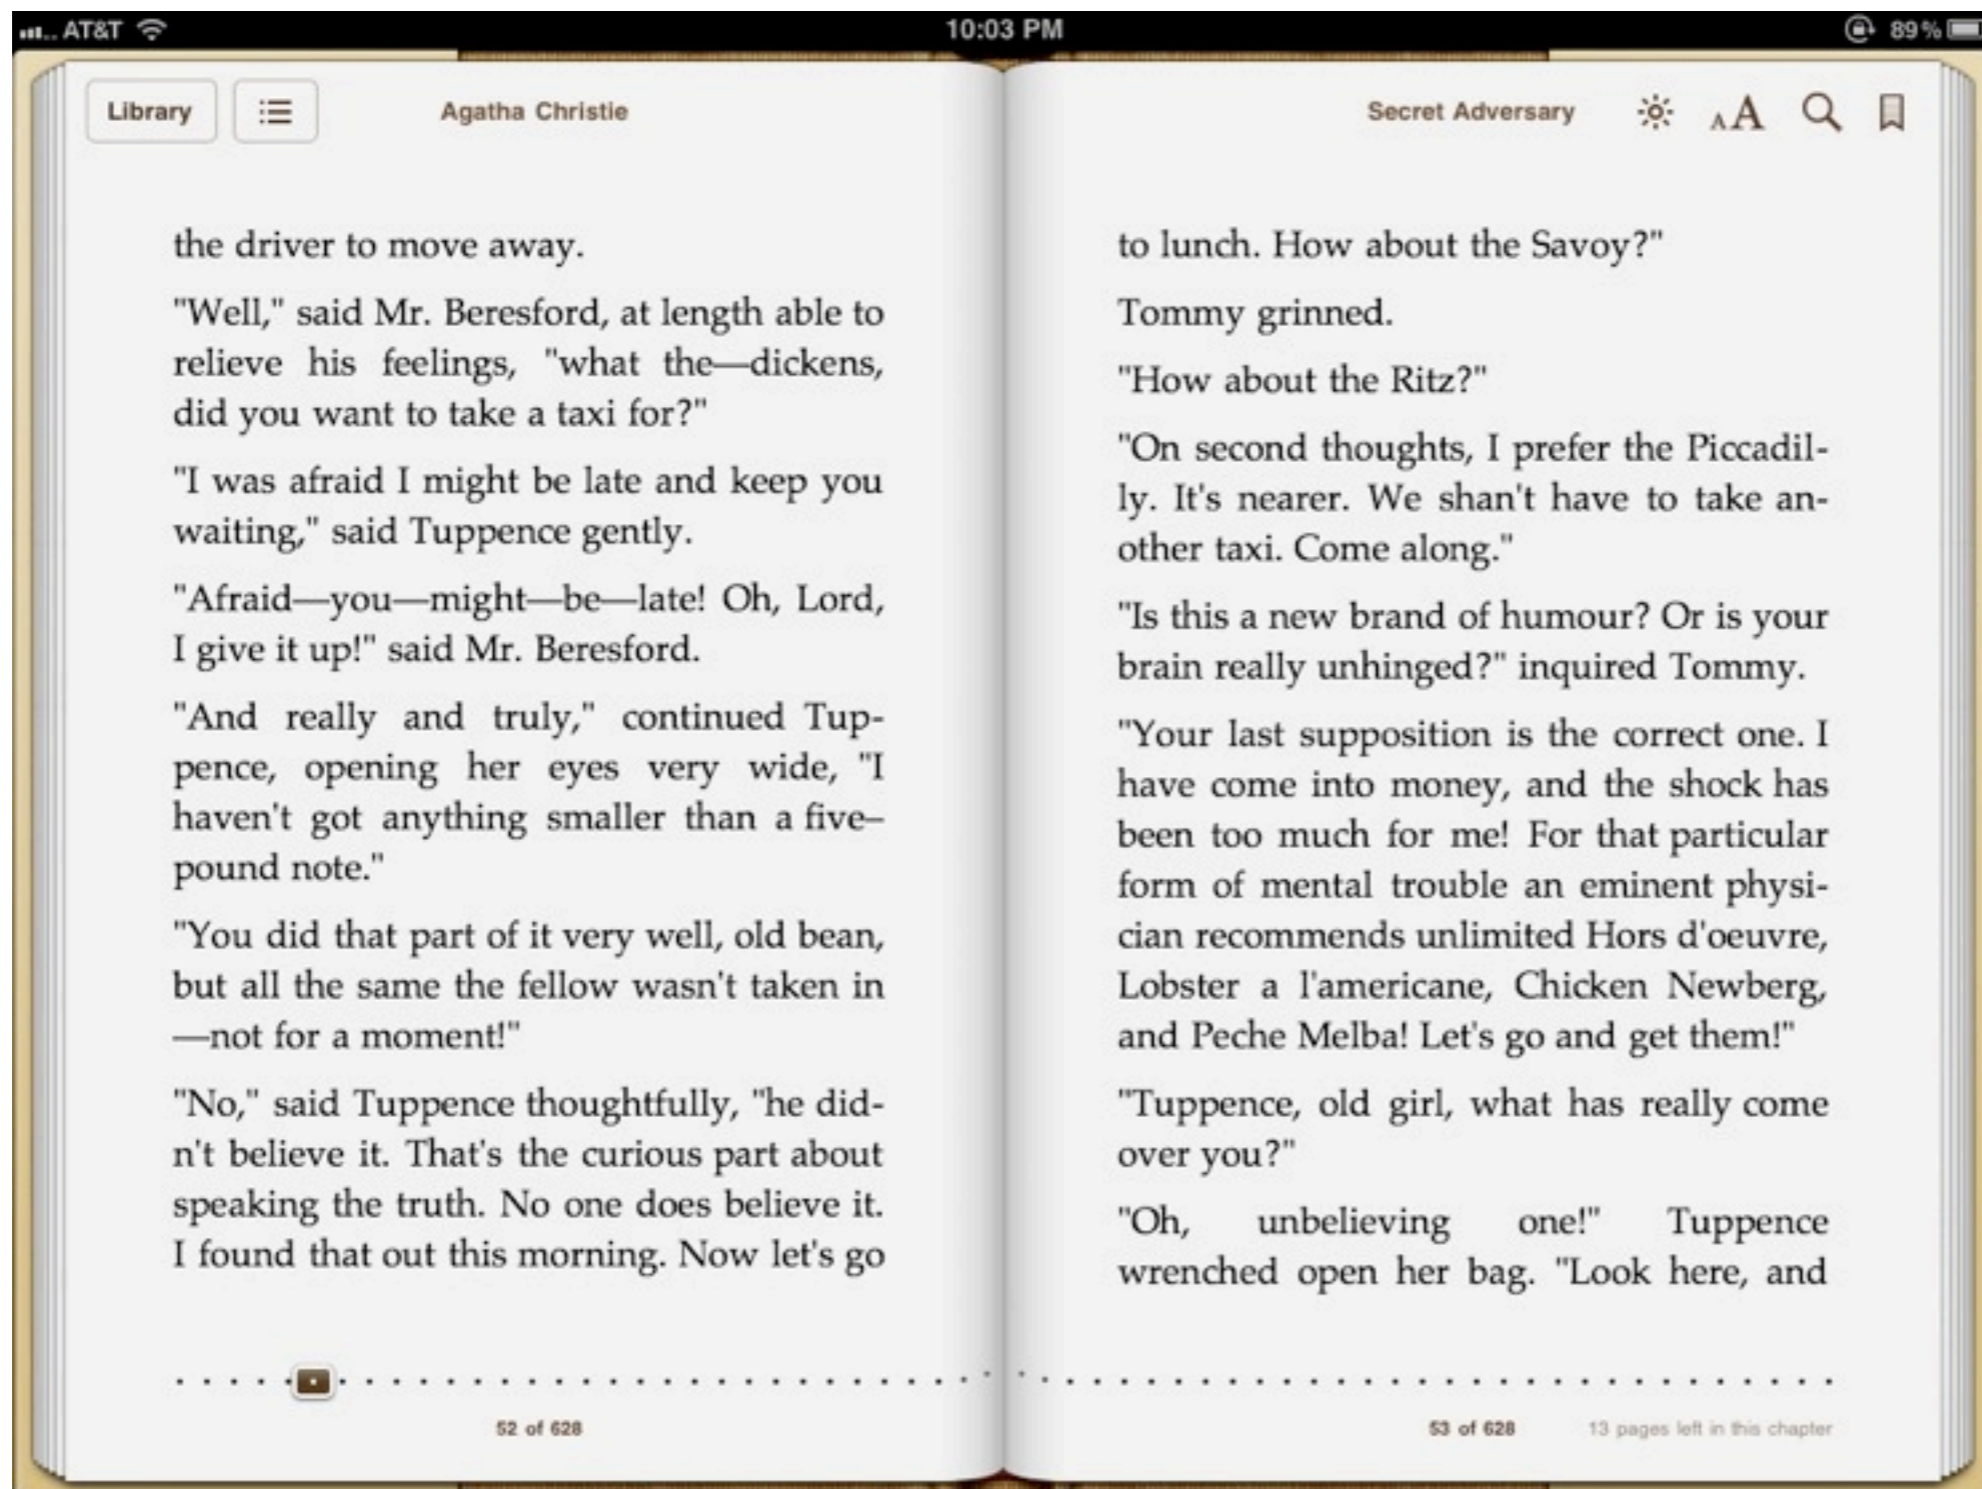 AT&T
10:03 PM
89%
Library
Agatha Christie
Secret Adversary
AA
the driver to move away.
"Well," said Mr. Beresford, at length able to
relieve his feelings, "what the—dickens,
did you want to take a taxi for?"
"I was afraid I might be late and keep you
waiting," said Tuppence gently.
"Afraid—you—might—be—late! Oh, Lord,
I give it up!" said Mr. Beresford.
"And really and truly," continued Tup-
pence, opening her eyes very wide, "I
haven't got anything smaller than a five–
pound note."
"You did that part of it very well, old bean,
but all the same the fellow wasn't taken in
—not for a moment!"
"No," said Tuppence thoughtfully, "he did-
n't believe it. That's the curious part about
speaking the truth. No one does believe it.
I found that out this morning. Now let's go
52 of 628
to lunch. How about the Savoy?"
Tommy grinned.
"How about the Ritz?"
"On second thoughts, I prefer the Piccadil-
ly. It's nearer. We shan't have to take an-
other taxi. Come along."
"Is this a new brand of humour? Or is your
brain really unhinged?" inquired Tommy.
"Your last supposition is the correct one. I
have come into money, and the shock has
been too much for me! For that particular
form of mental trouble an eminent physi-
cian recommends unlimited Hors d'oeuvre,
Lobster a l'americane, Chicken Newberg,
and Peche Melba! Let's go and get them!"
"Tuppence, old girl, what has really come
over you?"
"Oh, unbelieving one!" Tuppence
wrenched open her bag. "Look here, and
53 of 628
13 pages left in this chapter